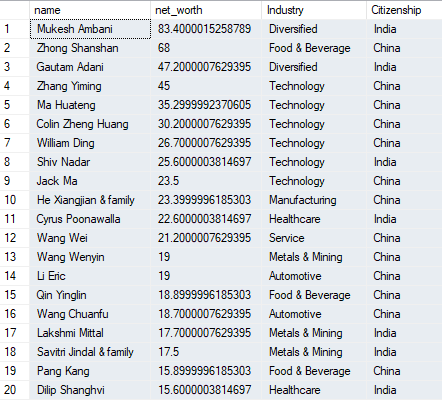 name net_worth Industry Citizenship
1 Mukesh Ambani 83.4000015258789 Diversified India
2 Zhong Shanshan 68 Food & Beverage China
3 Gautam Adani 47.2000007629395 Diversified India
4 Zhang Yiming 45 Technology China
5 Ma Huateng 35.2999992370605 Technology China
6 Colin Zheng Huang 30.2000007629395 Technology China
7 William Ding 26.7000007629395 Technology China
8 Shiv Nadar 25.6000003814697 Technology India
9 Jack Ma 23.5 Technology China
10 He Xiangjian & family 23.3999996185303 Manufacturing China
11 Cyrus Poonawalla 22.6000003814697 Healthcare India
12 Wang Wei 21.2000007629395 Service China
13 Wang Wenyin 19 Metals & Mining China
14 Li Eric 19 Automotive China
15 Qin Yinglin 18.8999996185303 Food & Beverage China
16 Wang Chuanfu 18.7000007629395 Automotive China
17 Lakshmi Mittal 17.7000007629395 Metals & Mining India
18 Savitri Jindal & family 17.5 Metals & Mining India
19 Pang Kang 15.8999996185303 Food & Beverage China
20 Dilip Shanghvi 15.6000003814697 Healthcare India